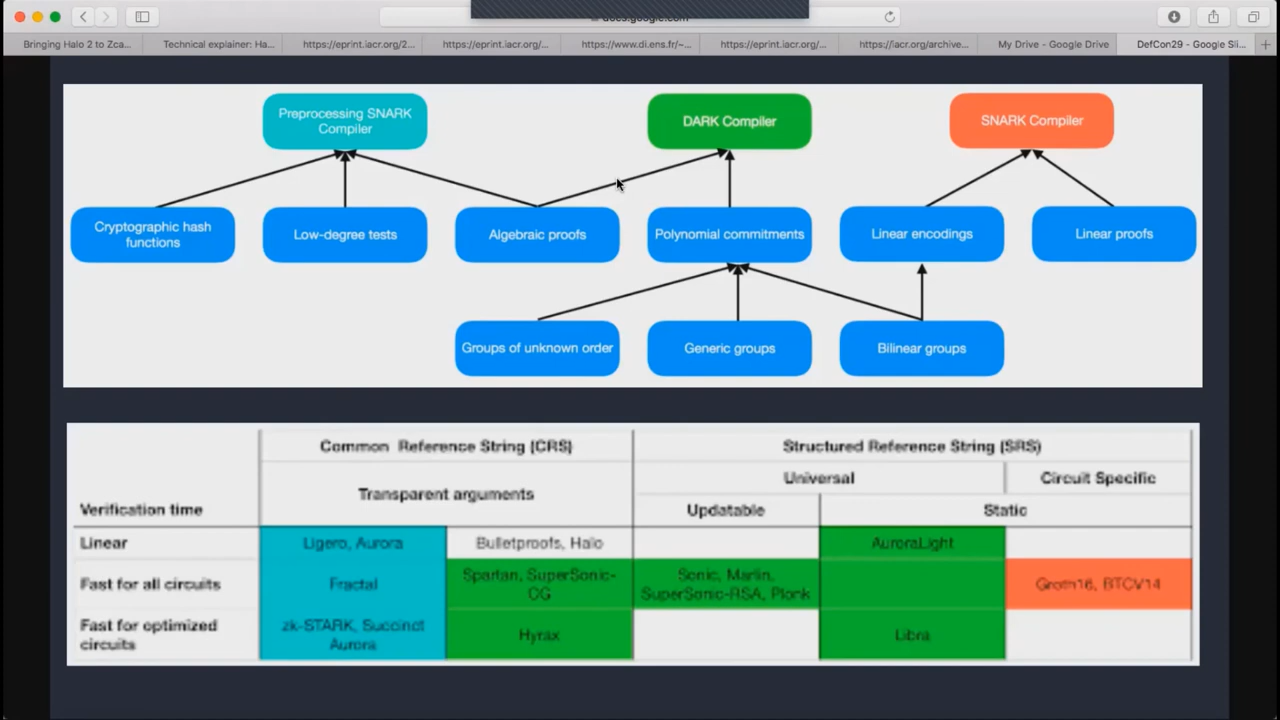 docs.google.com
Bringing Halo 2 to Zca...
Technical explainer: Ha...
https://eprint.iacr.org/2...
https://eprint.iacr.org/...
https://www.di.ens.fr/~...
https://eprint.iacr.org/...
https://iacr.org/archive...
My Drive - Google Drive
DefCon29 - Google Sli...
Preprocessing SNARK
Compiler
DARK Compiler
SNARK Compiler
Cryptographic hash
functions
Low-degree tests
Algebraic proofs
Polynomial commitments
Linear encodings
Linear proofs
Groups of unknown order
Generic groups
Bilinear groups
Common Reference String (CRS)
Structured Reference String (SRS)
Transparent arguments
Universal
Circuit Specific
Verification time
Updatable
Static
Linear
Ligero, Aurora
Bulletproofs, Halo
AuroraLight
Fast for all circuits
Fractal
Spartan, SuperSonic-
CG
Sonic, Marlin,
SuperSonic-RSA, Plonk
Groth16, BTCV14
Fast for optimized
circuits
zk-STARK, Succinct
Aurora
Hyrax
Libra